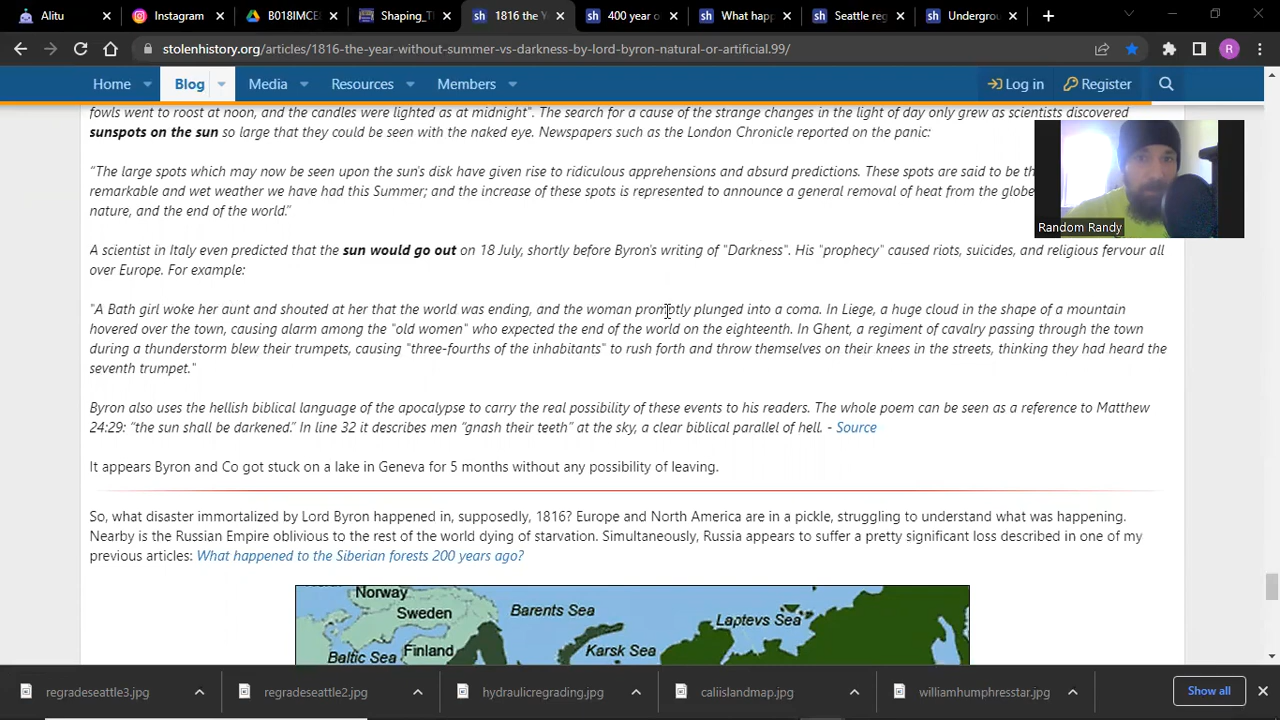 Alitu
Instagram
B018IMCE
Shaping_Th
sh 1816 the Y
sh 400 year o
sh What hap
sh Seattle reg
sh Undergrou
stolenhistory.org/articles/1816-the-year-without-summer-vs-darkness-by-lord-byron-natural-or-artificial.99/
R
Home Blog Media Resources Members Log in Register
fowls went to roost at noon, and the candles were lighted as at midnight". The search for a cause of the strange changes in the light of day only grew as scientists discovered
sunspots on the sun so large that they could be seen with the naked eye. Newspapers such as the London Chronicle reported on the panic:
"The large spots which may now be seen upon the sun's disk have given rise to ridiculous apprehensions and absurd predictions. These spots are said to be th
remarkable and wet weather we have had this Summer; and the increase of these spots is represented to announce a general removal of heat from the globe
nature, and the end of the world."
Random Randy
A scientist in Italy even predicted that the sun would go out on 18 July, shortly before Byron's writing of "Darkness". His "prophecy" caused riots, suicides, and religious fervour all
over Europe. For example:
"A Bath girl woke her aunt and shouted at her that the world was ending, and the woman promptly plunged into a coma. In Liege, a huge cloud in the shape of a mountain
hovered over the town, causing alarm among the "old women" who expected the end of the world on the eighteenth. In Ghent, a regiment of cavalry passing through the town
during a thunderstorm blew their trumpets, causing "three-fourths of the inhabitants" to rush forth and throw themselves on their knees in the streets, thinking they had heard the
seventh trumpet."
Byron also uses the hellish biblical language of the apocalypse to carry the real possibility of these events to his readers. The whole poem can be seen as a reference to Matthew
24:29: "the sun shall be darkened." In line 32 it describes men "gnash their teeth" at the sky, a clear biblical parallel of hell. - Source
It appears Byron and Co got stuck on a lake in Geneva for 5 months without any possibility of leaving.
So, what disaster immortalized by Lord Byron happened in, supposedly, 1816? Europe and North America are in a pickle, struggling to understand what was happening.
Nearby is the Russian Empire oblivious to the rest of the world dying of starvation. Simultaneously, Russia appears to suffer a pretty significant loss described in one of my
previous articles: What happened to the Siberian forests 200 years ago?
Norway
Sweden
Barents Sea
Laptevs Sea
Baltic Sea
Finland
Karsk Sea
regradeseattle3.jpg
regradeseattle2.jpg
hydraulicregrading.jpg
caliislandmap.jpg
williamhumphresstar.jpg
Show all